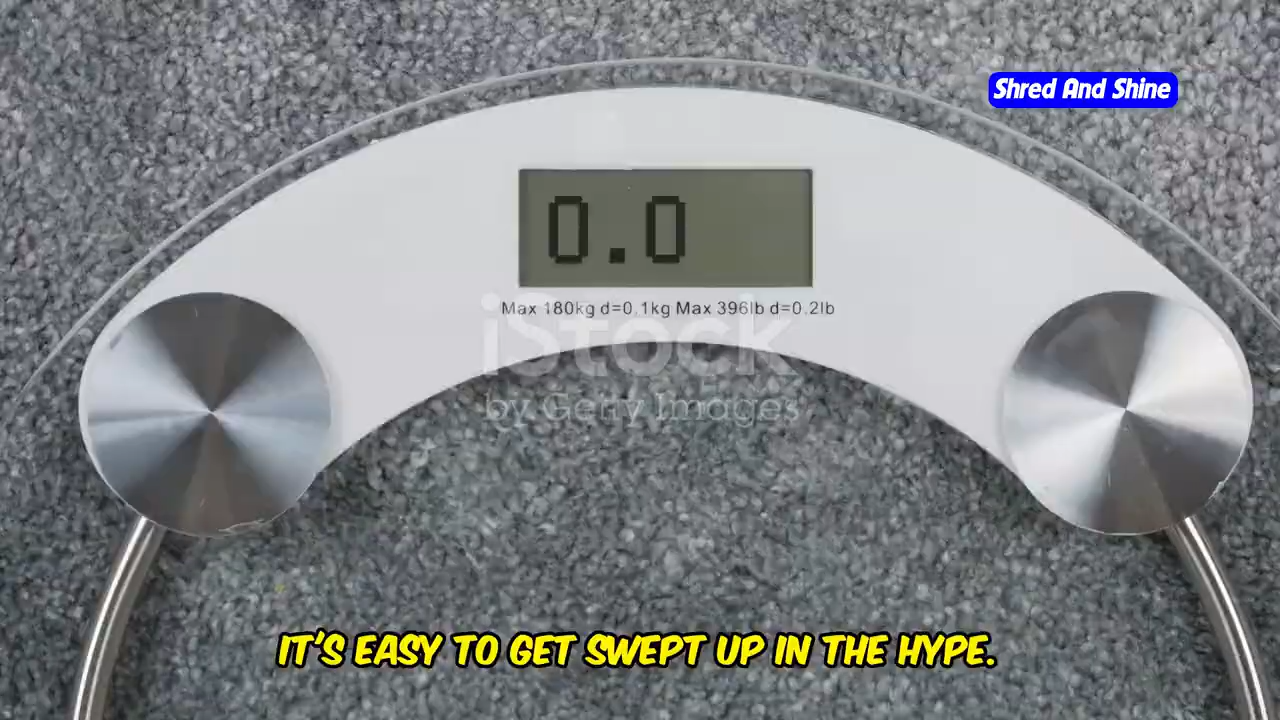 Shred And Shine
0.0
Max 180kg d=0.1kg Max 396lb d=0.2lb
iStock
by Getty Images
IT'S EASY TO GET SWEPT UP IN THE HYPE.